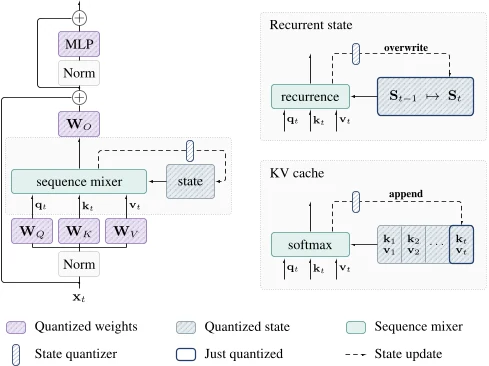 MLP
Norm
W_O
sequence mixer
state
q_t k_t v_t
W_Q W_K W_V
Norm
x_t
Recurrent state
overwrite
recurrence
S_{t−1} ↦ S_t
q_t k_t v_t
KV cache
append
softmax
k_1 k_2 ⋯ k_t
v_1 v_2 v_t
q_t k_t v_t
Quantized weights
Quantized state
Sequence mixer
State quantizer
Just quantized
State update